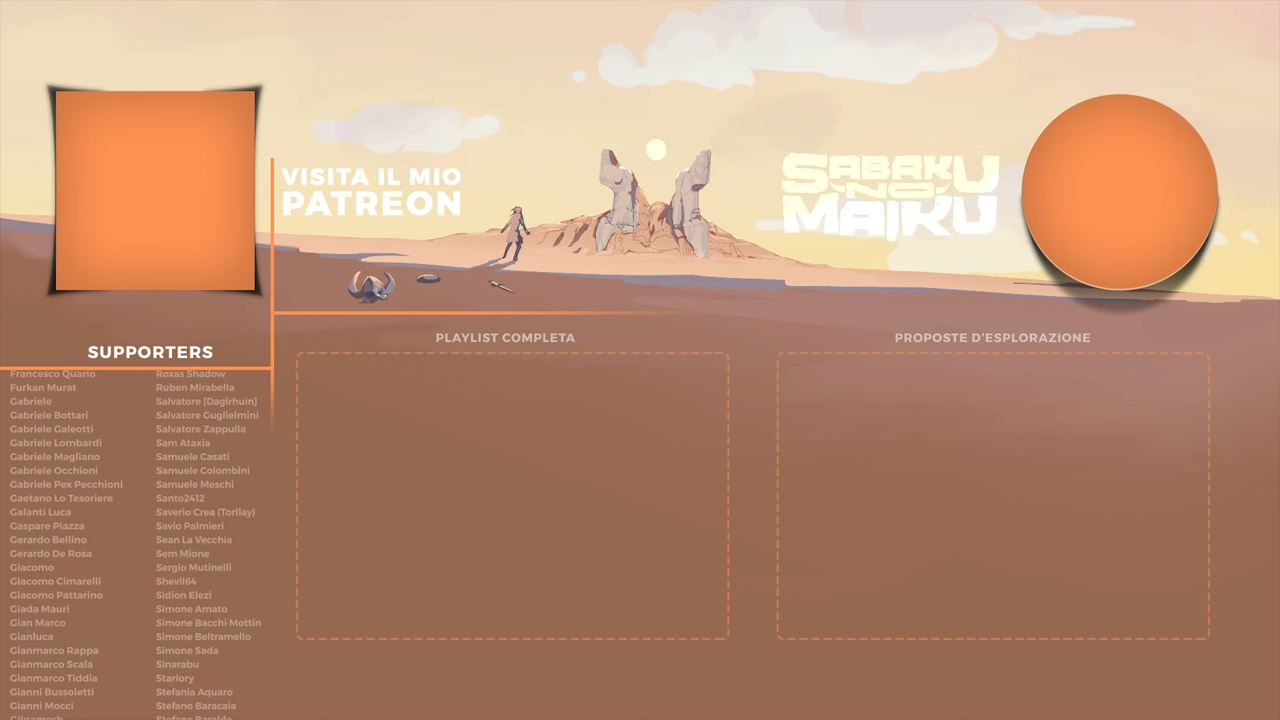 VISITA IL MIO
PATREON
SABAKU
NO
MAIKU
SUPPORTERS
PLAYLIST COMPLETA
PROPOSTE D'ESPLORAZIONE
Francesco Quario
Furkan Murat
Gabriele
Gabriele Bottari
Gabriele Galeotti
Gabriele Lombardi
Gabriele Magliano
Gabriele Occhioni
Gabriele Pex Pecchioni
Gaetano Lo Tesoriere
Galanti Luca
Gaspare Piazza
Gerardo Bellino
Gerardo De Rosa
Giacomo
Giacomo Cimarelli
Giacomo Pattarino
Giada Mauri
Gian Marco
Gianluca
Gianmarco Rappa
Gianmarco Scala
Gianmarco Tiddia
Gianni Bussoletti
Gianni Mocci
Gilgamesh
Roxas Shadow
Ruben Mirabella
Salvatore [Dagirhuin]
Salvatore Guglielmini
Salvatore Zappulla
Sam Ataxia
Samuele Casati
Samuele Colombini
Samuele Meschi
Santo2412
Saverio Crea (Torllay)
Savio Palmieri
Sean La Vecchia
Sem Mione
Sergio Mutinelli
Shevil64
Sidion Elezi
Simone Amato
Simone Bacchi Mottin
Simone Beltramello
Simone Sada
Sinarabu
Starlory
Stefania Aquaro
Stefano Baracaia
Stefano Baraldo